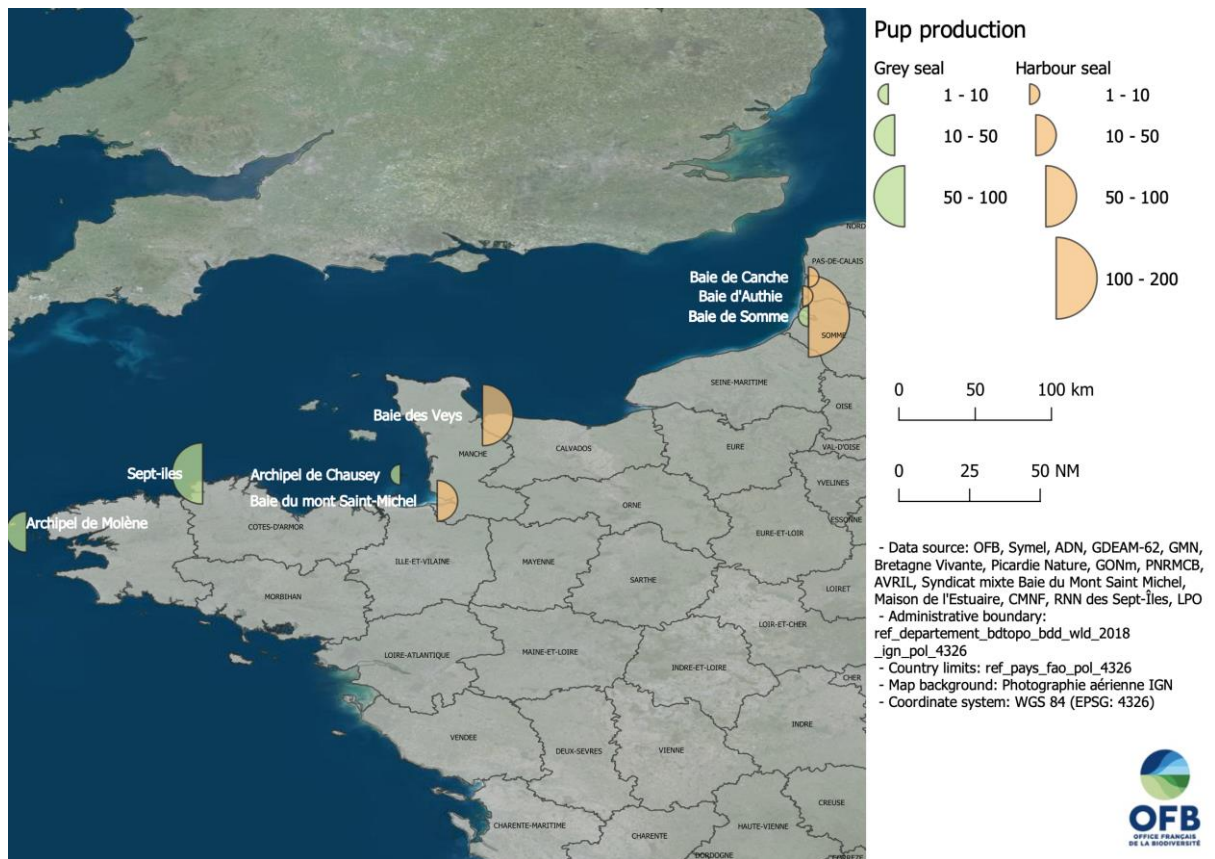 Pup production
Grey seal
Harbour seal
1 - 10
1 - 10
10 - 50
10 - 50
50 - 100
50 - 100
100 - 200
0 50 100 km
0 25 50 NM
- Data source: OFB, Symel, ADN, GDEAM-62, GMN,
Bretagne Vivante, Picardie Nature, GONm, PNRMCB,
AVRIL, Syndicat mixte Baie du Mont Saint Michel,
Maison de l'Estuaire, CMNF, RNN des Sept-Îles, LPO
- Administrative boundary:
ref_departement_bdtopo_bdd_wld_2018
_ign_pol_4326
- Country limits: ref_pays_fao_pol_4326
- Map background: Photographie aérienne IGN
- Coordinate system: WGS 84 (EPSG: 4326)
OFB
OFFICE FRANÇAIS
DE LA BIODIVERSITÉ
NORD
PAS-DE-CALAIS
Baie de Canche
Baie d'Authie
Baie de Somme
SOMME
SEINE-MARITIME
OISE
Baie des Veys
MANCHE
CALVADOS
EURE
VAL-D'OISE
Sept-iles
Archipel de Chausey
YVELINES
Baie du mont Saint-Michel
ORNE
ESSONNE
Archipel de Molène
COTES-D'ARMOR
EURE-ET-LOIR
ILLE-ET-VILAINE
MAYENNE
SARTHE
LOIRET
MORBIHAN
LOIR-ET-CHER
LOIRE-ATLANTIQUE
MAINE-ET-LOIRE
INDRE-ET-LOIRE
CHER
INDRE
VENDEE
DEUX-SEVRES
VIENNE
CREUSE
CHARENTE-MARITIME
CHARENTE
HAUTE-VIENNE
DORDOGNE
CORREZE